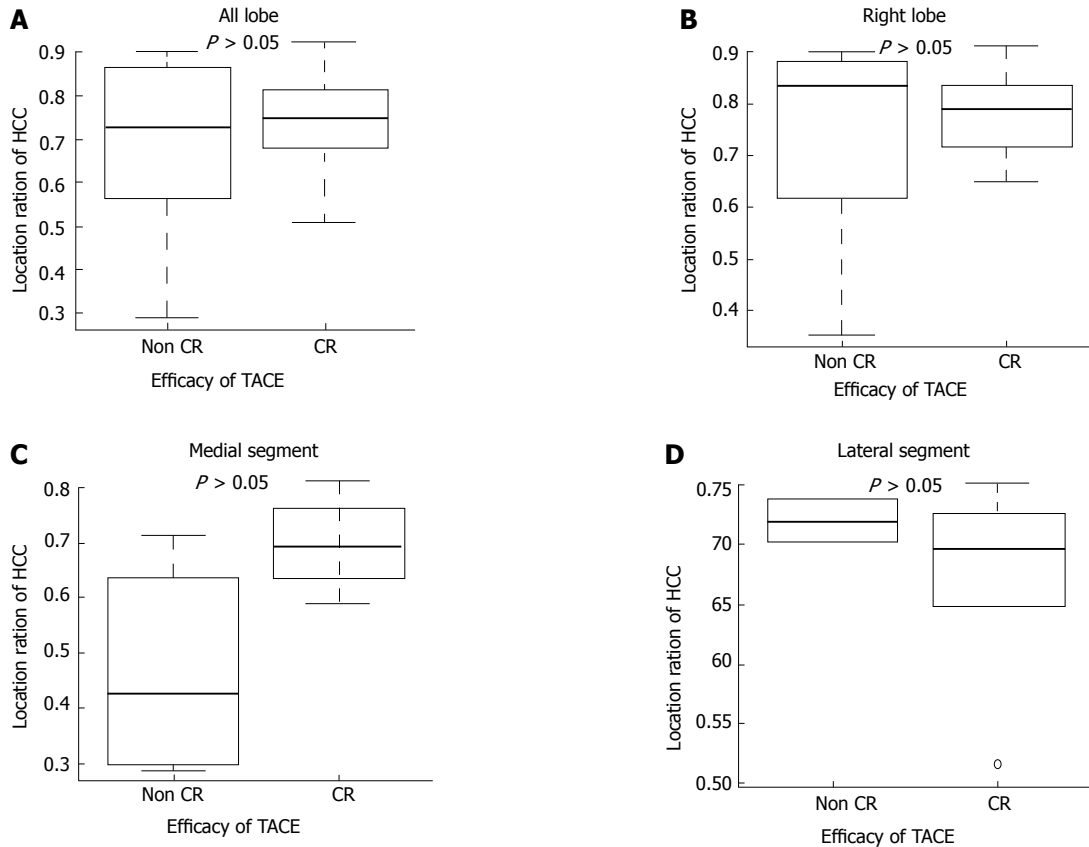 A
All lobe
P > 0.05
0.9
0.8
0.7
0.6
0.5
0.4
0.3
Location ration of HCC
Non CR
CR
Efficacy of TACE
B
Right lobe
P > 0.05
0.9
0.8
0.7
0.6
0.5
0.4
Location ration of HCC
Non CR
CR
Efficacy of TACE
C
Medial segment
P > 0.05
0.8
0.7
0.6
0.5
0.4
0.3
Location ration of HCC
Non CR
CR
Efficacy of TACE
D
Lateral segment
P > 0.05
0.75
70
65
60
0.55
0.50
Location ration of HCC
Non CR
CR
Efficacy of TACE